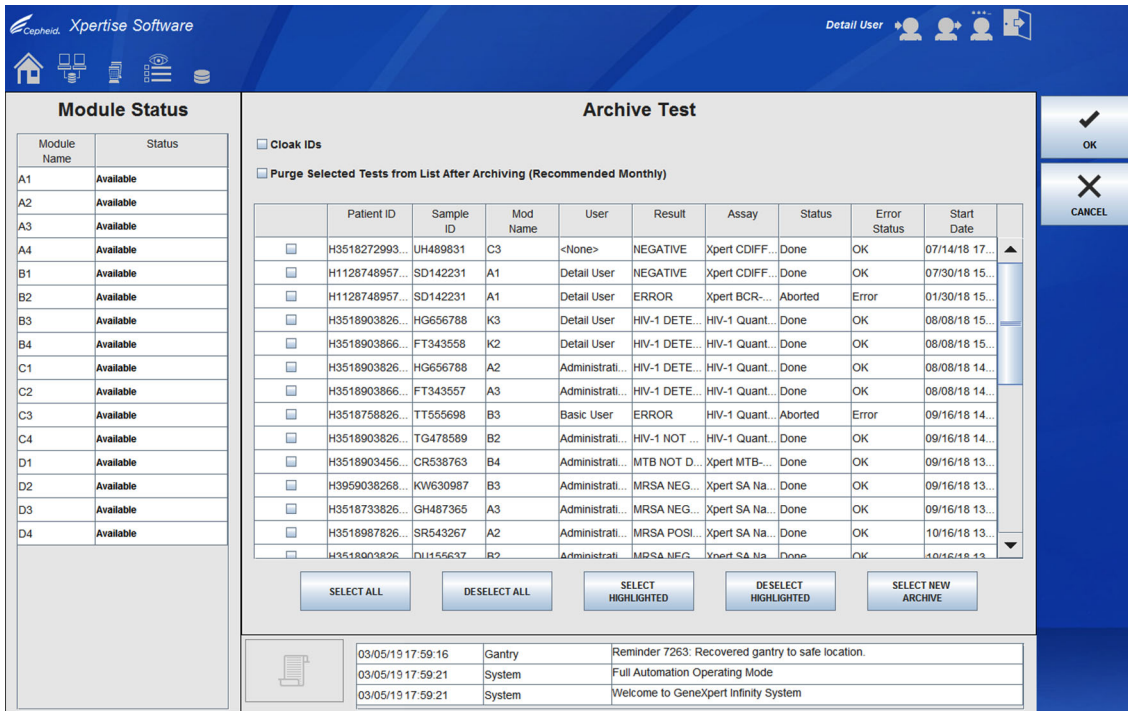 Cepheid. Xpertise Software
Detail User
Module Status
Module Name Status
A1 Available
A2 Available
A3 Available
A4 Available
B1 Available
B2 Available
B3 Available
B4 Available
C1 Available
C2 Available
C3 Available
C4 Available
D1 Available
D2 Available
D3 Available
D4 Available
Archive Test
Cloak IDs
Purge Selected Tests from List After Archiving (Recommended Monthly)
Patient ID Sample ID Mod Name User Result Assay Status Error Status Start Date
H3518272993... UH489831 C3 <None> NEGATIVE Xpert CDIFF... Done OK 07/14/18 17...
H1128748957... SD142231 A1 Detail User NEGATIVE Xpert CDIFF... Done OK 07/30/18 15...
H1128748957... SD142231 A1 Detail User ERROR Xpert BCR-... Aborted Error 01/30/18 15...
H3518903826... HG656788 K3 Detail User HIV-1 DETE... HIV-1 Quant... Done OK 08/08/18 15...
H3518903866... FT343558 K2 Detail User HIV-1 DETE... HIV-1 Quant... Done OK 08/08/18 15...
H3518903826... HG656788 A2 Administrati... HIV-1 DETE... HIV-1 Quant... Done OK 08/08/18 14...
H3518903866... FT343557 A3 Administrati... HIV-1 DETE... HIV-1 Quant... Done OK 08/08/18 14...
H3518758826... TT555698 B3 Basic User ERROR HIV-1 Quant... Aborted Error 09/16/18 14...
H3518903826... TG478589 B2 Administrati... HIV-1 NOT ... HIV-1 Quant... Done OK 09/16/18 14...
H3518903456... CR538763 B4 Administrati... MTB NOT D... Xpert MTB-... Done OK 09/16/18 13...
H3959038268... KW630987 B3 Administrati... MRSA NEG... Xpert SA Na... Done OK 09/16/18 13...
H3518733826... GH487365 A3 Administrati... MRSA NEG... Xpert SA Na... Done OK 09/16/18 13...
H3518987826... SR543267 A2 Administrati... MRSA POSI... Xpert SA Na... Done OK 10/16/18 13...
H3518903826... DU155637 B2 Administrati... MRSA NEG... Xpert SA Na... Done OK 10/16/18 13...
SELECT ALL
DESELECT ALL
SELECT HIGHLIGHTED
DESELECT HIGHLIGHTED
SELECT NEW ARCHIVE
OK
CANCEL
03/05/19 17:59:16 Gantry Reminder 7263: Recovered gantry to safe location.
03/05/19 17:59:21 System Full Automation Operating Mode
03/05/19 17:59:21 System Welcome to GeneXpert Infinity System